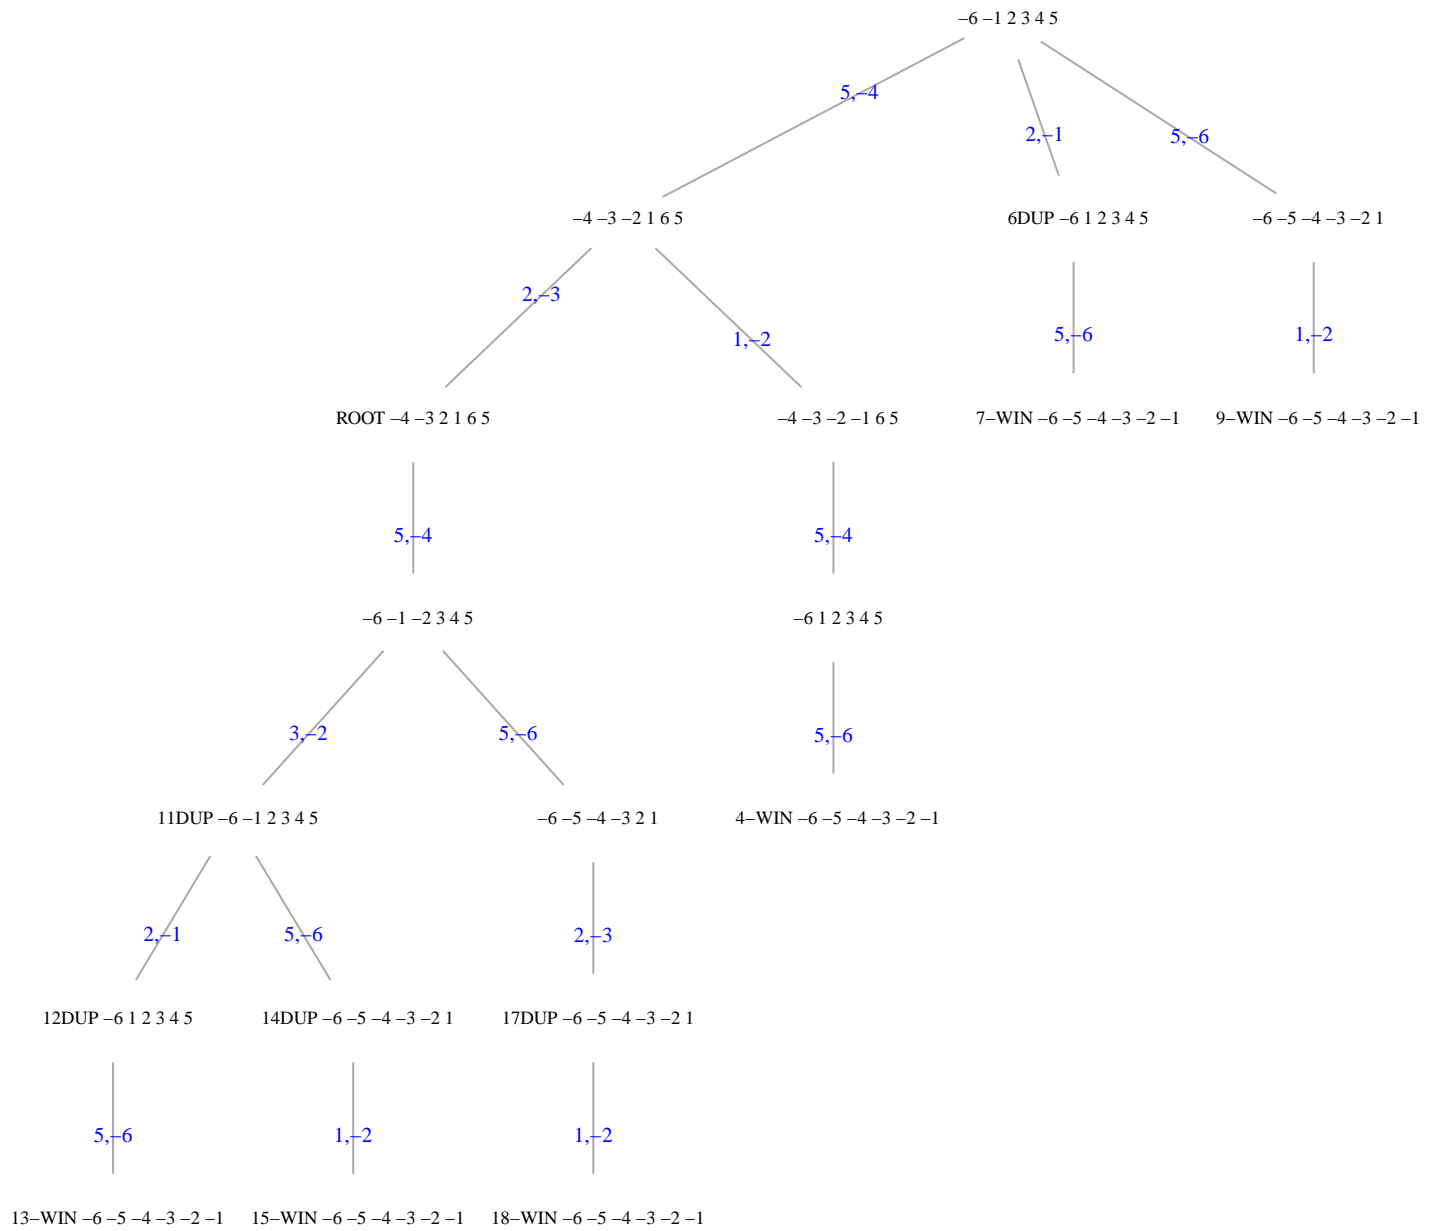 –6 –1 2 3 4 5
5,–4
2,–1
5,–6
–4 –3 –2 1 6 5
6DUP –6 1 2 3 4 5
–6 –5 –4 –3 –2 1
2,–3
1,–2
5,–6
1,–2
ROOT –4 –3 2 1 6 5
–4 –3 –2 –1 6 5
7–WIN –6 –5 –4 –3 –2 –1
9–WIN –6 –5 –4 –3 –2 –1
5,–4
5,–4
–6 –1 –2 3 4 5
–6 1 2 3 4 5
3,–2
5,–6
5,–6
11DUP –6 –1 2 3 4 5
–6 –5 –4 –3 2 1
4–WIN –6 –5 –4 –3 –2 –1
2,–1
5,–6
2,–3
12DUP –6 1 2 3 4 5
14DUP –6 –5 –4 –3 –2 1
17DUP –6 –5 –4 –3 –2 1
5,–6
1,–2
1,–2
13–WIN –6 –5 –4 –3 –2 –1
15–WIN –6 –5 –4 –3 –2 –1
18–WIN –6 –5 –4 –3 –2 –1